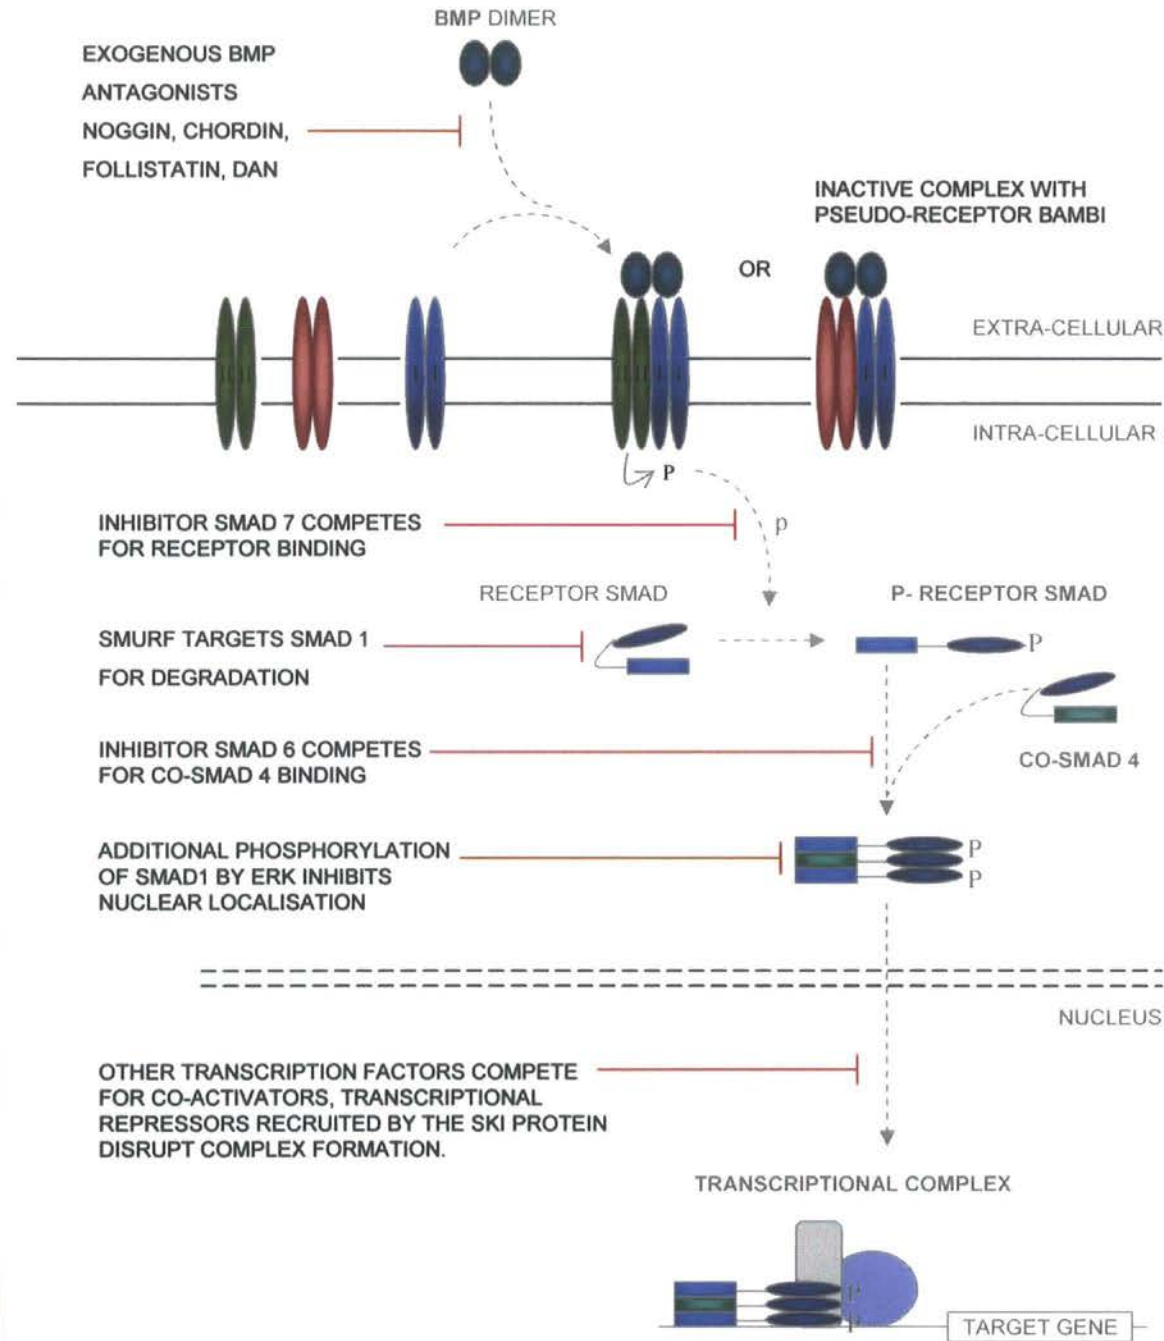 BMP DIMER
EXOGENOUS BMP
ANTAGONISTS
NOGGIN, CHORDIN,
FOLLISTATIN, DAN
INACTIVE COMPLEX WITH
PSEUDO-RECEPTOR BAMBI
OR
EXTRA-CELLULAR
II II
I I
II II I I
I I
INTRA-CELLULAR
P
INHIBITOR SMAD 7 COMPETES
FOR RECEPTOR BINDING
p
RECEPTOR SMAD
P- RECEPTOR SMAD
SMURF TARGETS SMAD 1
FOR DEGRADATION
P
INHIBITOR SMAD 6 COMPETES
FOR CO-SMAD 4 BINDING
CO-SMAD 4
ADDITIONAL PHOSPHORYLATION
OF SMAD1 BY ERK INHIBITS
NUCLEAR LOCALISATION
P
P
NUCLEUS
OTHER TRANSCRIPTION FACTORS COMPETE
FOR CO-ACTIVATORS, TRANSCRIPTIONAL
REPRESSORS RECRUITED BY THE SKI PROTEIN
DISRUPT COMPLEX FORMATION.
TRANSCRIPTIONAL COMPLEX
P
P
TARGET GENE